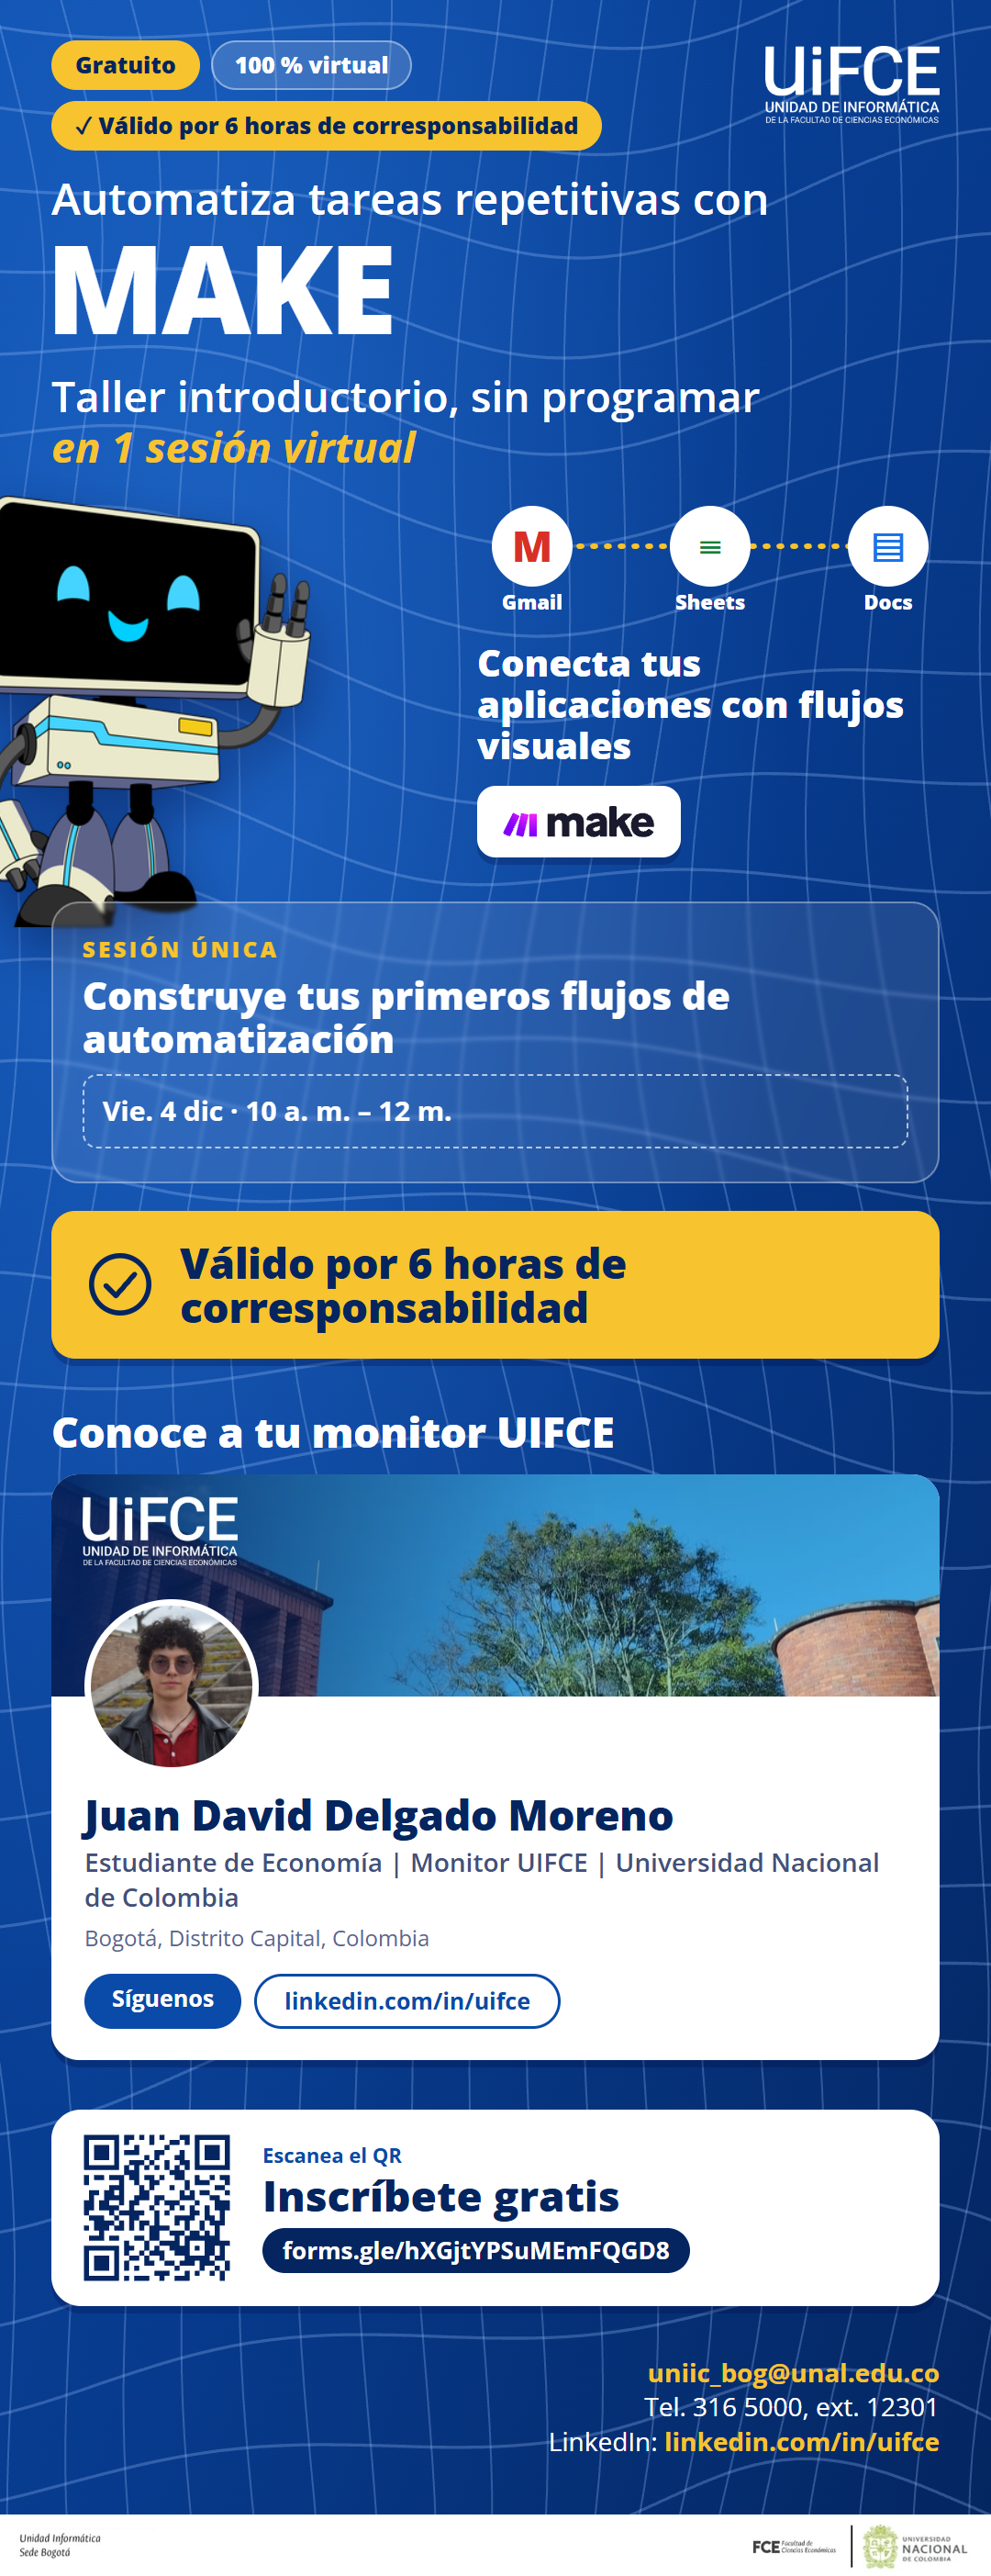 Gratuito
100 % virtual
UiFCE
UNIDAD DE INFORMÁTICA
DE LA FACULTAD DE CIENCIAS ECONÓMICAS
✓ Válido por 6 horas de corresponsabilidad
Automatiza tareas repetitivas con
MAKE
Taller introductorio, sin programar
en 1 sesión virtual
M
Gmail
Sheets
Docs
Conecta tus
aplicaciones con flujos
visuales
make
SESIÓN ÚNICA
Construye tus primeros flujos de
automatización
Vie. 4 dic · 10 a. m. – 12 m.
Válido por 6 horas de
corresponsabilidad
Conoce a tu monitor UIFCE
UiFCE
UNIDAD DE INFORMÁTICA
DE LA FACULTAD DE CIENCIAS ECONÓMICAS
Juan David Delgado Moreno
Estudiante de Economía | Monitor UIFCE | Universidad Nacional
de Colombia
Bogotá, Distrito Capital, Colombia
Síguenos
linkedin.com/in/uifce
Escanea el QR
Inscríbete gratis
forms.gle/hXGjtYPSuMEmFQGD8
uniic_bog@unal.edu.co
Tel. 316 5000, ext. 12301
LinkedIn: linkedin.com/in/uifce
Unidad Informática
Sede Bogotá
FCE Facultad de
Ciencias Económicas
UNIVERSIDAD
NACIONAL
DE COLOMBIA